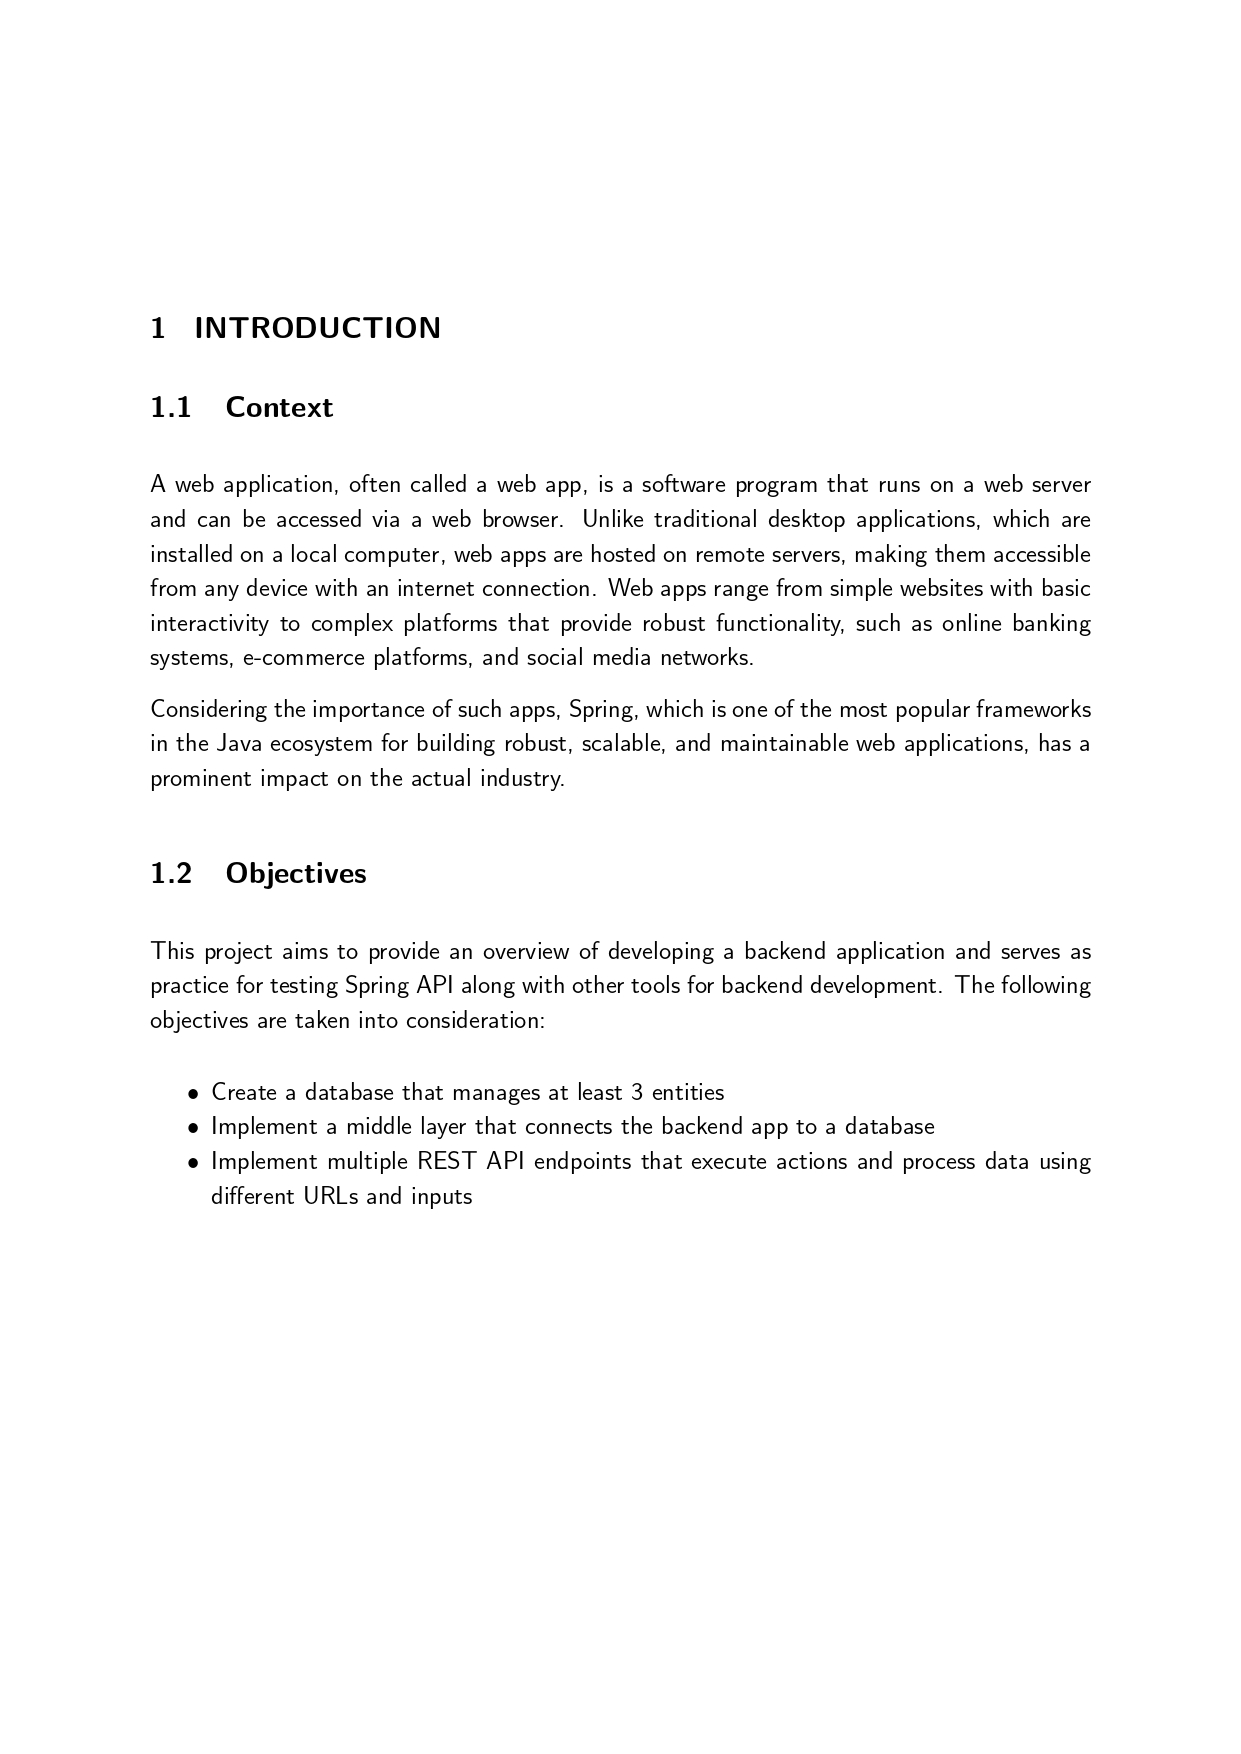 1 INTRODUCTION
1.1 Context
A web application, often called a web app, is a software program that runs on a web server
and can be accessed via a web browser. Unlike traditional desktop applications, which are
installed on a local computer, web apps are hosted on remote servers, making them accessible
from any device with an internet connection. Web apps range from simple websites with basic
interactivity to complex platforms that provide robust functionality, such as online banking
systems, e-commerce platforms, and social media networks.
Considering the importance of such apps, Spring, which is one of the most popular frameworks
in the Java ecosystem for building robust, scalable, and maintainable web applications, has a
prominent impact on the actual industry.
1.2 Objectives
This project aims to provide an overview of developing a backend application and serves as
practice for testing Spring API along with other tools for backend development. The following
objectives are taken into consideration:
• Create a database that manages at least 3 entities
• Implement a middle layer that connects the backend app to a database
• Implement multiple REST API endpoints that execute actions and process data using
different URLs and inputs